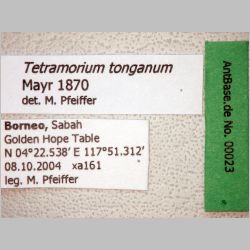 Tetramorium tonganum
Mayr 1870
det. M. Pfeiffer
Borneo, Sabah
Golden Hope Table
N 04°22.538' E 117°51.312'
08.10.2004 xa161
leg. M. Pfeiffer
AntBase.de No. 00023